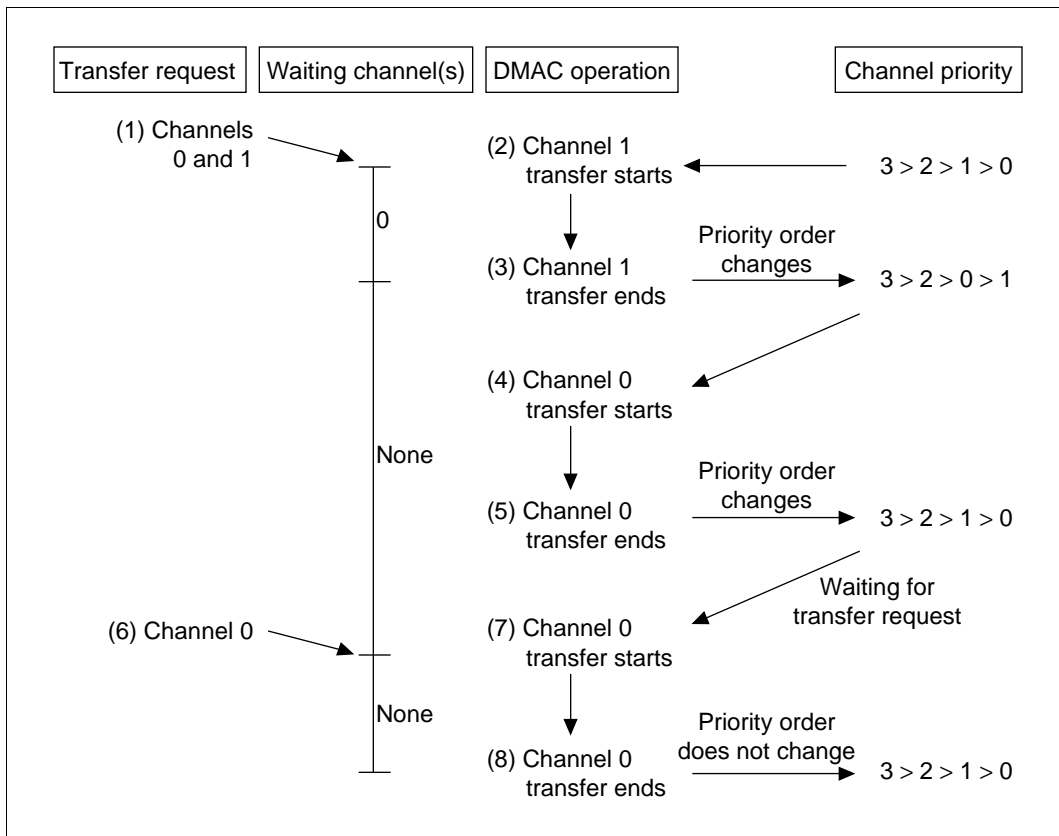 Transfer request
Waiting channel(s)
DMAC operation
Channel priority
(1) Channels
0 and 1
(2) Channel 1
transfer starts
3 > 2 > 1 > 0
0
Priority order
changes
(3) Channel 1
transfer ends
3 > 2 > 0 > 1
(4) Channel 0
transfer starts
None
Priority order
changes
(5) Channel 0
transfer ends
3 > 2 > 1 > 0
Waiting for
transfer request
(6) Channel 0
(7) Channel 0
transfer starts
None
Priority order
does not change
(8) Channel 0
transfer ends
3 > 2 > 1 > 0